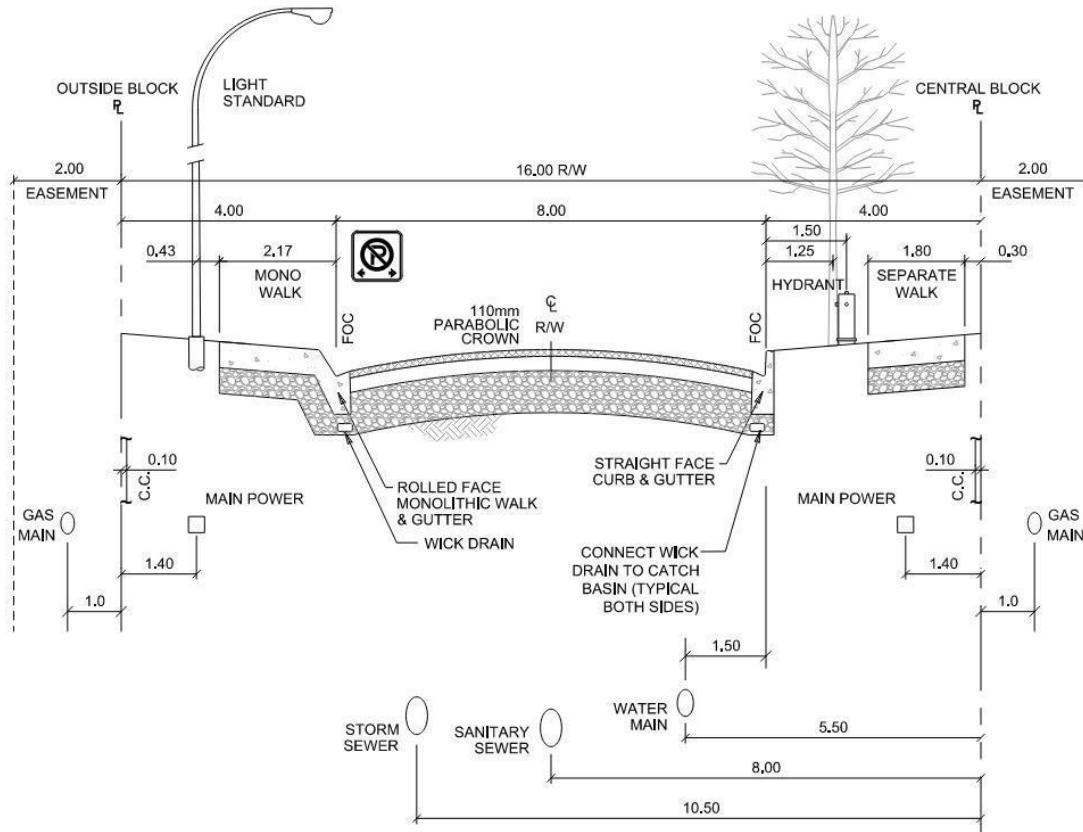 OUTSIDE BLOCK
PL
LIGHT
STANDARD
CENTRAL BLOCK
PL
2.00
EASEMENT
16.00 R/W
2.00
EASEMENT
4.00
8.00
4.00
0.43
2.17
MONO
WALK
P
1.50
1.25
HYDRANT
1.80
SEPARATE
WALK
0.30
FOC
110mm
PARABOLIC
CROWN
CL
R/W
FOC
0.10
C.C.
MAIN POWER
GAS
MAIN
1.40
1.0
ROLLED FACE
MONOLITHIC WALK
& GUTTER
WICK DRAIN
STRAIGHT FACE
CURB & GUTTER
CONNECT WICK
DRAIN TO CATCH
BASIN (TYPICAL
BOTH SIDES)
0.10
C.C.
MAIN POWER
GAS
MAIN
1.40
1.0
1.50
STORM
SEWER
SANITARY
SEWER
WATER
MAIN
5.50
8.00
10.50